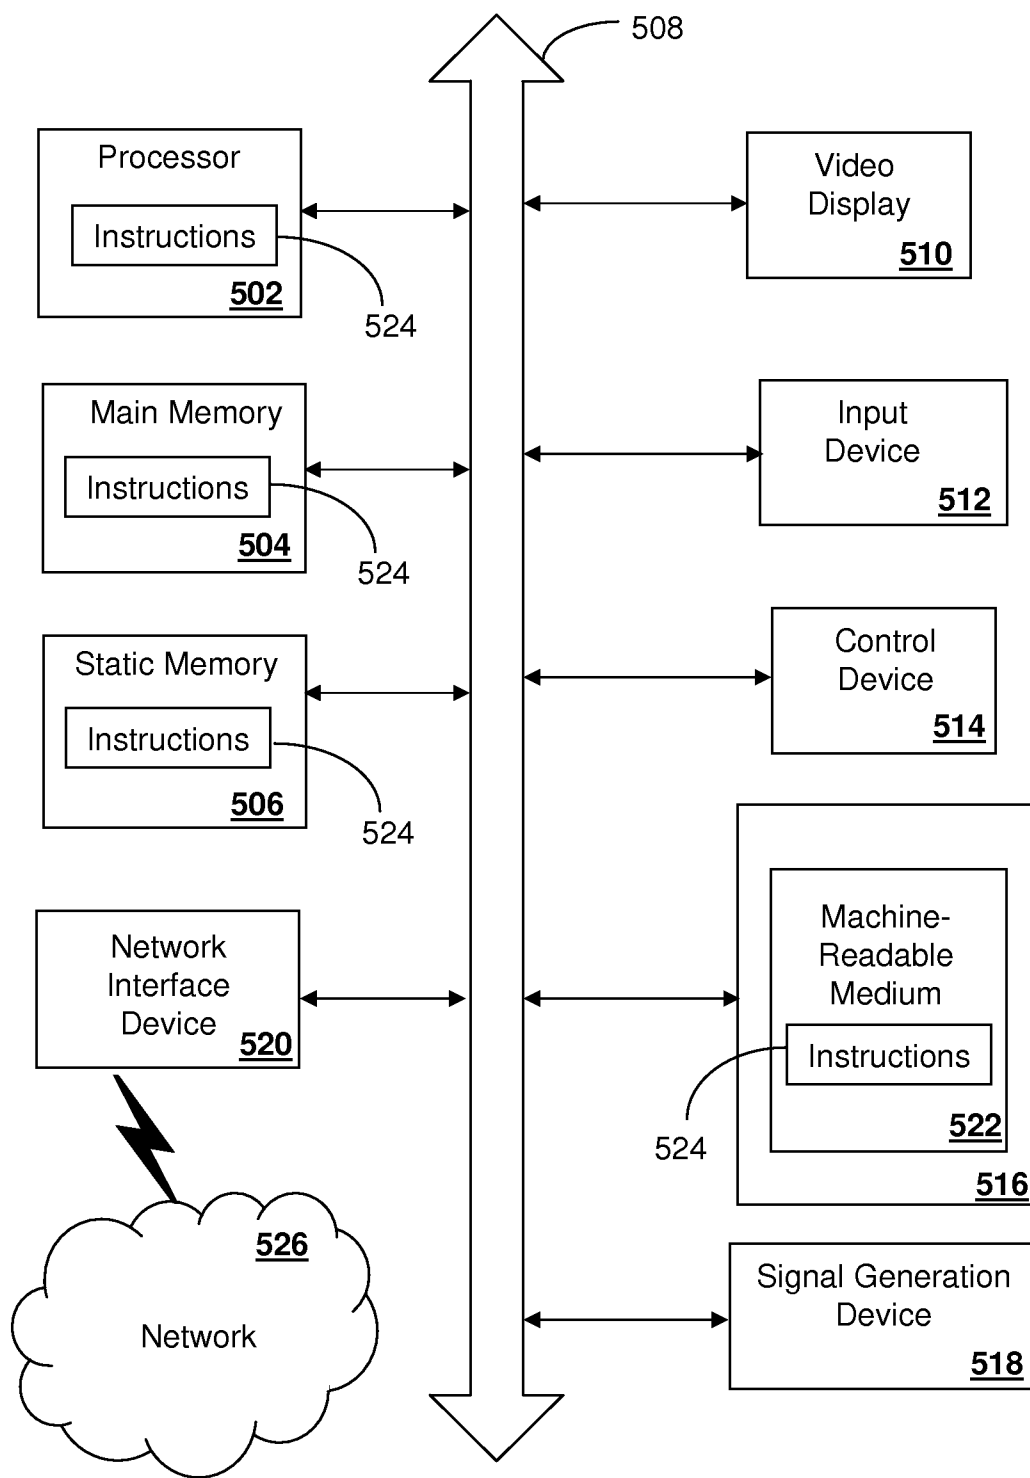 508
Processor
Instructions
502
524
Main Memory
Instructions
504
524
Static Memory
Instructions
506
524
Network
Interface
Device
520
526
Network
Video
Display
510
Input
Device
512
Control
Device
514
Machine-
Readable
Medium
Instructions
522
524
516
Signal Generation
Device
518